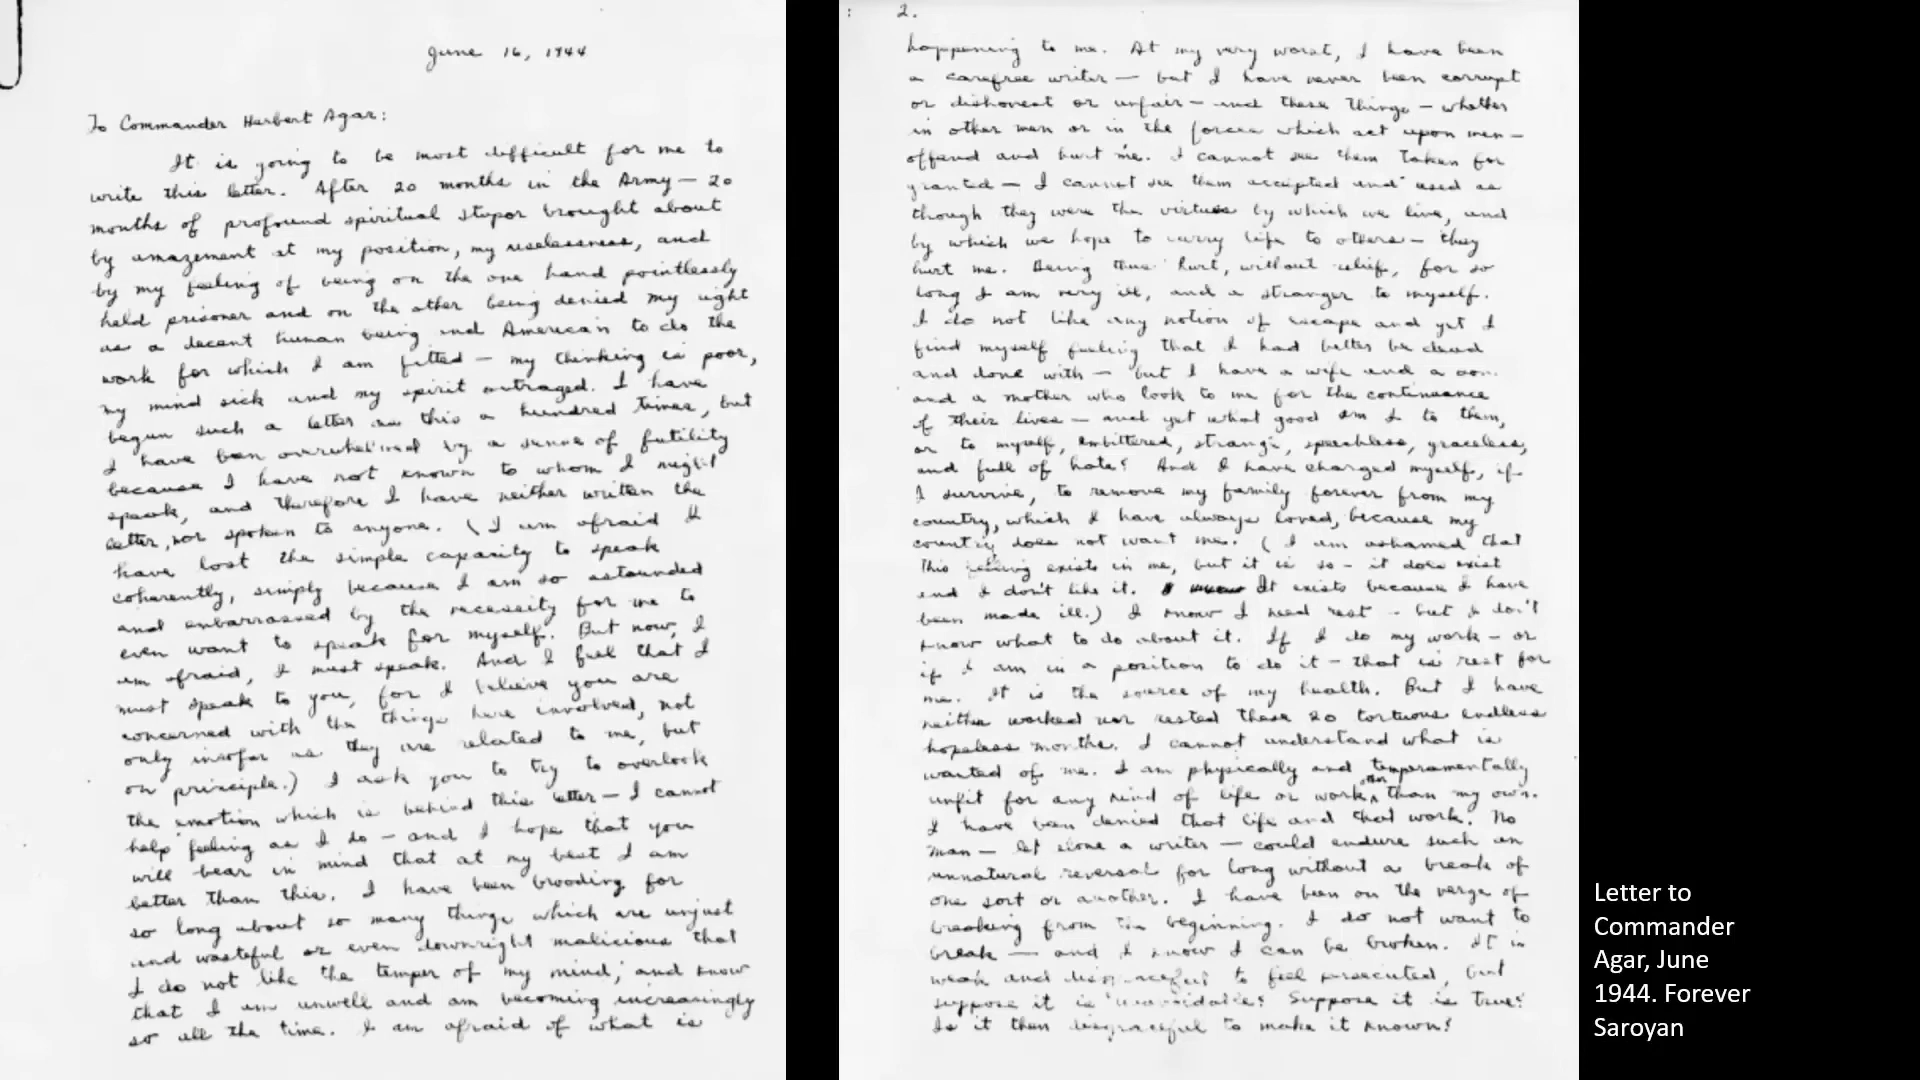 June 16, 1944
To Commander Herbert Agar:
It is going to be most difficult for me to
write this letter. After 20 months in the Army — 20
months of profound spiritual stupor brought about
by amazement at my position, my uselessness, and
by my feeling of being on the one hand pointlessly
held prisoner and on the other being denied my right
as a decent human being and American to do the
work for which I am fitted — my thinking is poor,
my mind sick and my spirit outraged. I have
begun such a letter as this a hundred times, but
I have been overwhelmed by a sense of futility
because I have not known to whom I might
speak, and therefore I have neither written the
letter, nor spoken to anyone. (I am afraid I
have lost the simple capacity to speak
coherently, simply because I am so astounded
and embarrassed by the necessity for me to
even want to speak for myself. But now, I
am afraid, I must speak. And I feel that I
must speak to you, for I believe you are
concerned with the things here involved, not
only insofar as they are related to me, but
on principle.) I ask you to try to overlook
the emotion which is behind this letter — I cannot
help feeling as I do — and I hope that you
will bear in mind that at my best I am
better than this. I have been brooding for
so long about so many things which are unjust
and wasteful or even downright malicious that
I do not like the temper of my mind; and know
that I am unwell and am becoming increasingly
so all the time. I am afraid of what is
2.
happening to me. At my very worst, I have been
a carefree writer — but I have never been corrupt
or dishonest or unfair — and these things — whether
in other men or in the forces which act upon men —
offend and hurt me. I cannot see them taken for
granted — I cannot see them accepted and used as
though they were the virtues by which we live, and
by which we hope to carry life to others — they
hurt me. Being thus hurt, without relief, for so
long I am very ill, and a stranger to myself.
I do not like any notion of escape and yet I
find myself feeling that I had better be dead
and done with — but I have a wife and a son
and a mother who look to me for the continuance
of their lives — and yet what good am I to them,
or to myself, embittered, strange, speechless, graceless,
and full of hate? And I have charged myself, if
I survive, to remove my family forever from my
country, which I have always loved, because my
country does not want me. (I am ashamed that
this feeling exists in me, but it is so — it does exist
and I don't like it. It exists because I have
been made ill.) I know I need rest — but I don't
know what to do about it. If I do my work — or
if I am in a position to do it — that is rest for
me. It is the source of my health. But I have
neither worked nor rested these 20 tortuous endless
hopeless months. I cannot understand what is
wanted of me. I am physically and temperamentally
unfit for any kind of life or work other than my own.
I have been denied that life and that work. No
man — let alone a writer — could endure such an
unnatural reversal for long without a break of
one sort or another. I have been on the verge of
breaking from the beginning. I do not want to
break — and I know I can be broken. It is
weak and disgraceful to feel persecuted, but
suppose it is unavoidable? Suppose it is true?
Is it then disgraceful to make it known?
Letter to
Commander
Agar, June
1944. Forever
Saroyan